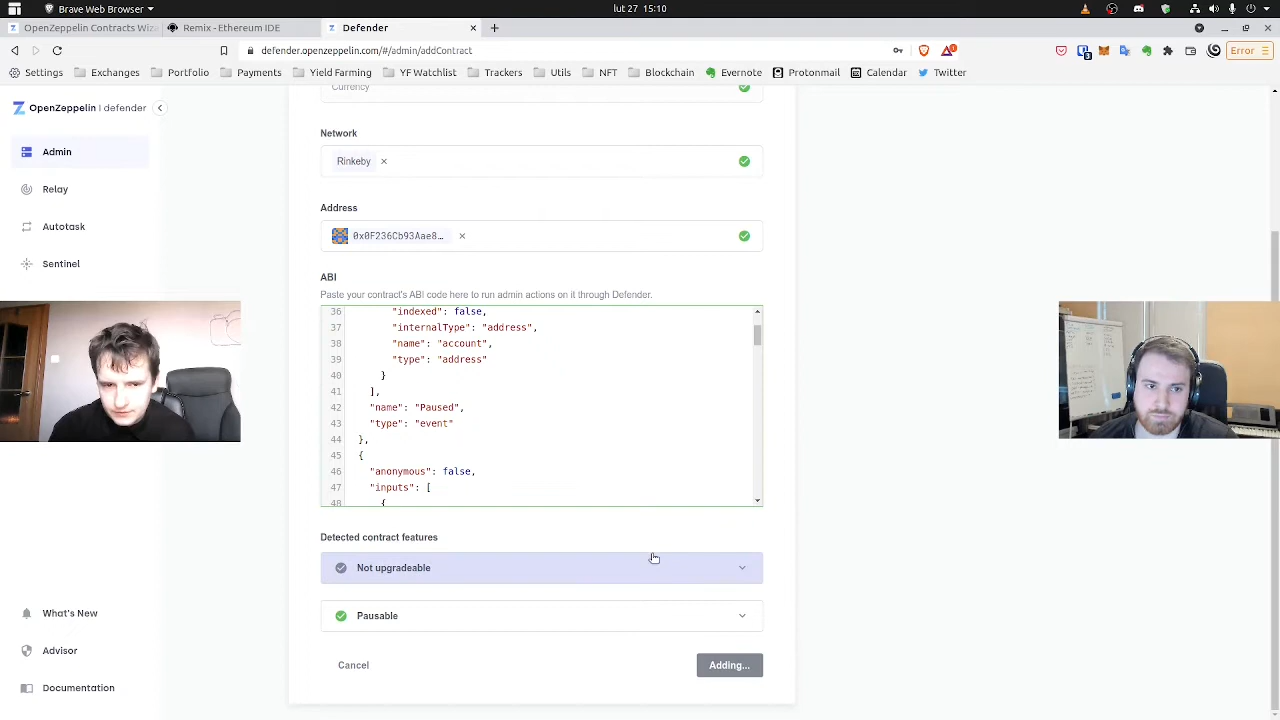 Brave Web Browser
lut 27 15:10
OpenZeppelin Contracts Wiza
Remix - Ethereum IDE
Defender
defender.openzeppelin.com/#/admin/addContract
Error
Settings
Exchanges
Portfolio
Payments
Yield Farming
YF Watchlist
Trackers
Utils
NFT
Blockchain
Evernote
Protonmail
Calendar
Twitter
OpenZeppelin | defender
Admin
Relay
Autotask
Sentinel
What's New
Advisor
Documentation
Currency
Network
Rinkeby
Address
0x0F236Cb93Aae8…
ABI
Paste your contract's ABI code here to run admin actions on it through Defender.
36 "indexed": false,
37 "internalType": "address",
38 "name": "account",
39 "type": "address"
40 }
41 ],
42 "name": "Paused",
43 "type": "event"
44 },
45 {
46 "anonymous": false,
47 "inputs": [
48 {
Detected contract features
Not upgradeable
Pausable
Cancel
Adding...